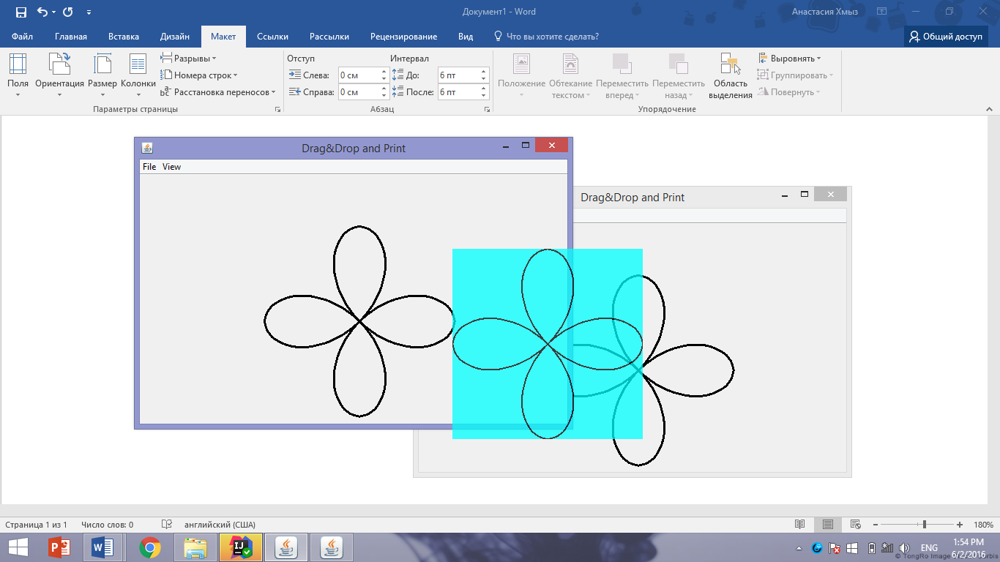 Документ1 - Word
Анастасия Хмыз
Файл Главная Вставка Дизайн Макет Ссылки Рассылки Рецензирование Вид Что вы хотите сделать? Общий доступ
Поля
Ориентация
Размер
Колонки
Разрывы
Номера строк
Расстановка переносов
Параметры страницы
Отступ
Слева: 0 см
Справа: 0 см
Интервал
До: 6 пт
После: 6 пт
Абзац
Положение
Обтекание
текстом
Переместить
вперед
Переместить
назад
Область
выделения
Выровнять
Группировать
Повернуть
Упорядочение
Drag&Drop and Print
File View
Drag&Drop and Print
Страница 1 из 1 Число слов: 0 английский (США) 180%
ENG
1:54 PM
6/2/2016
© TongRo Image